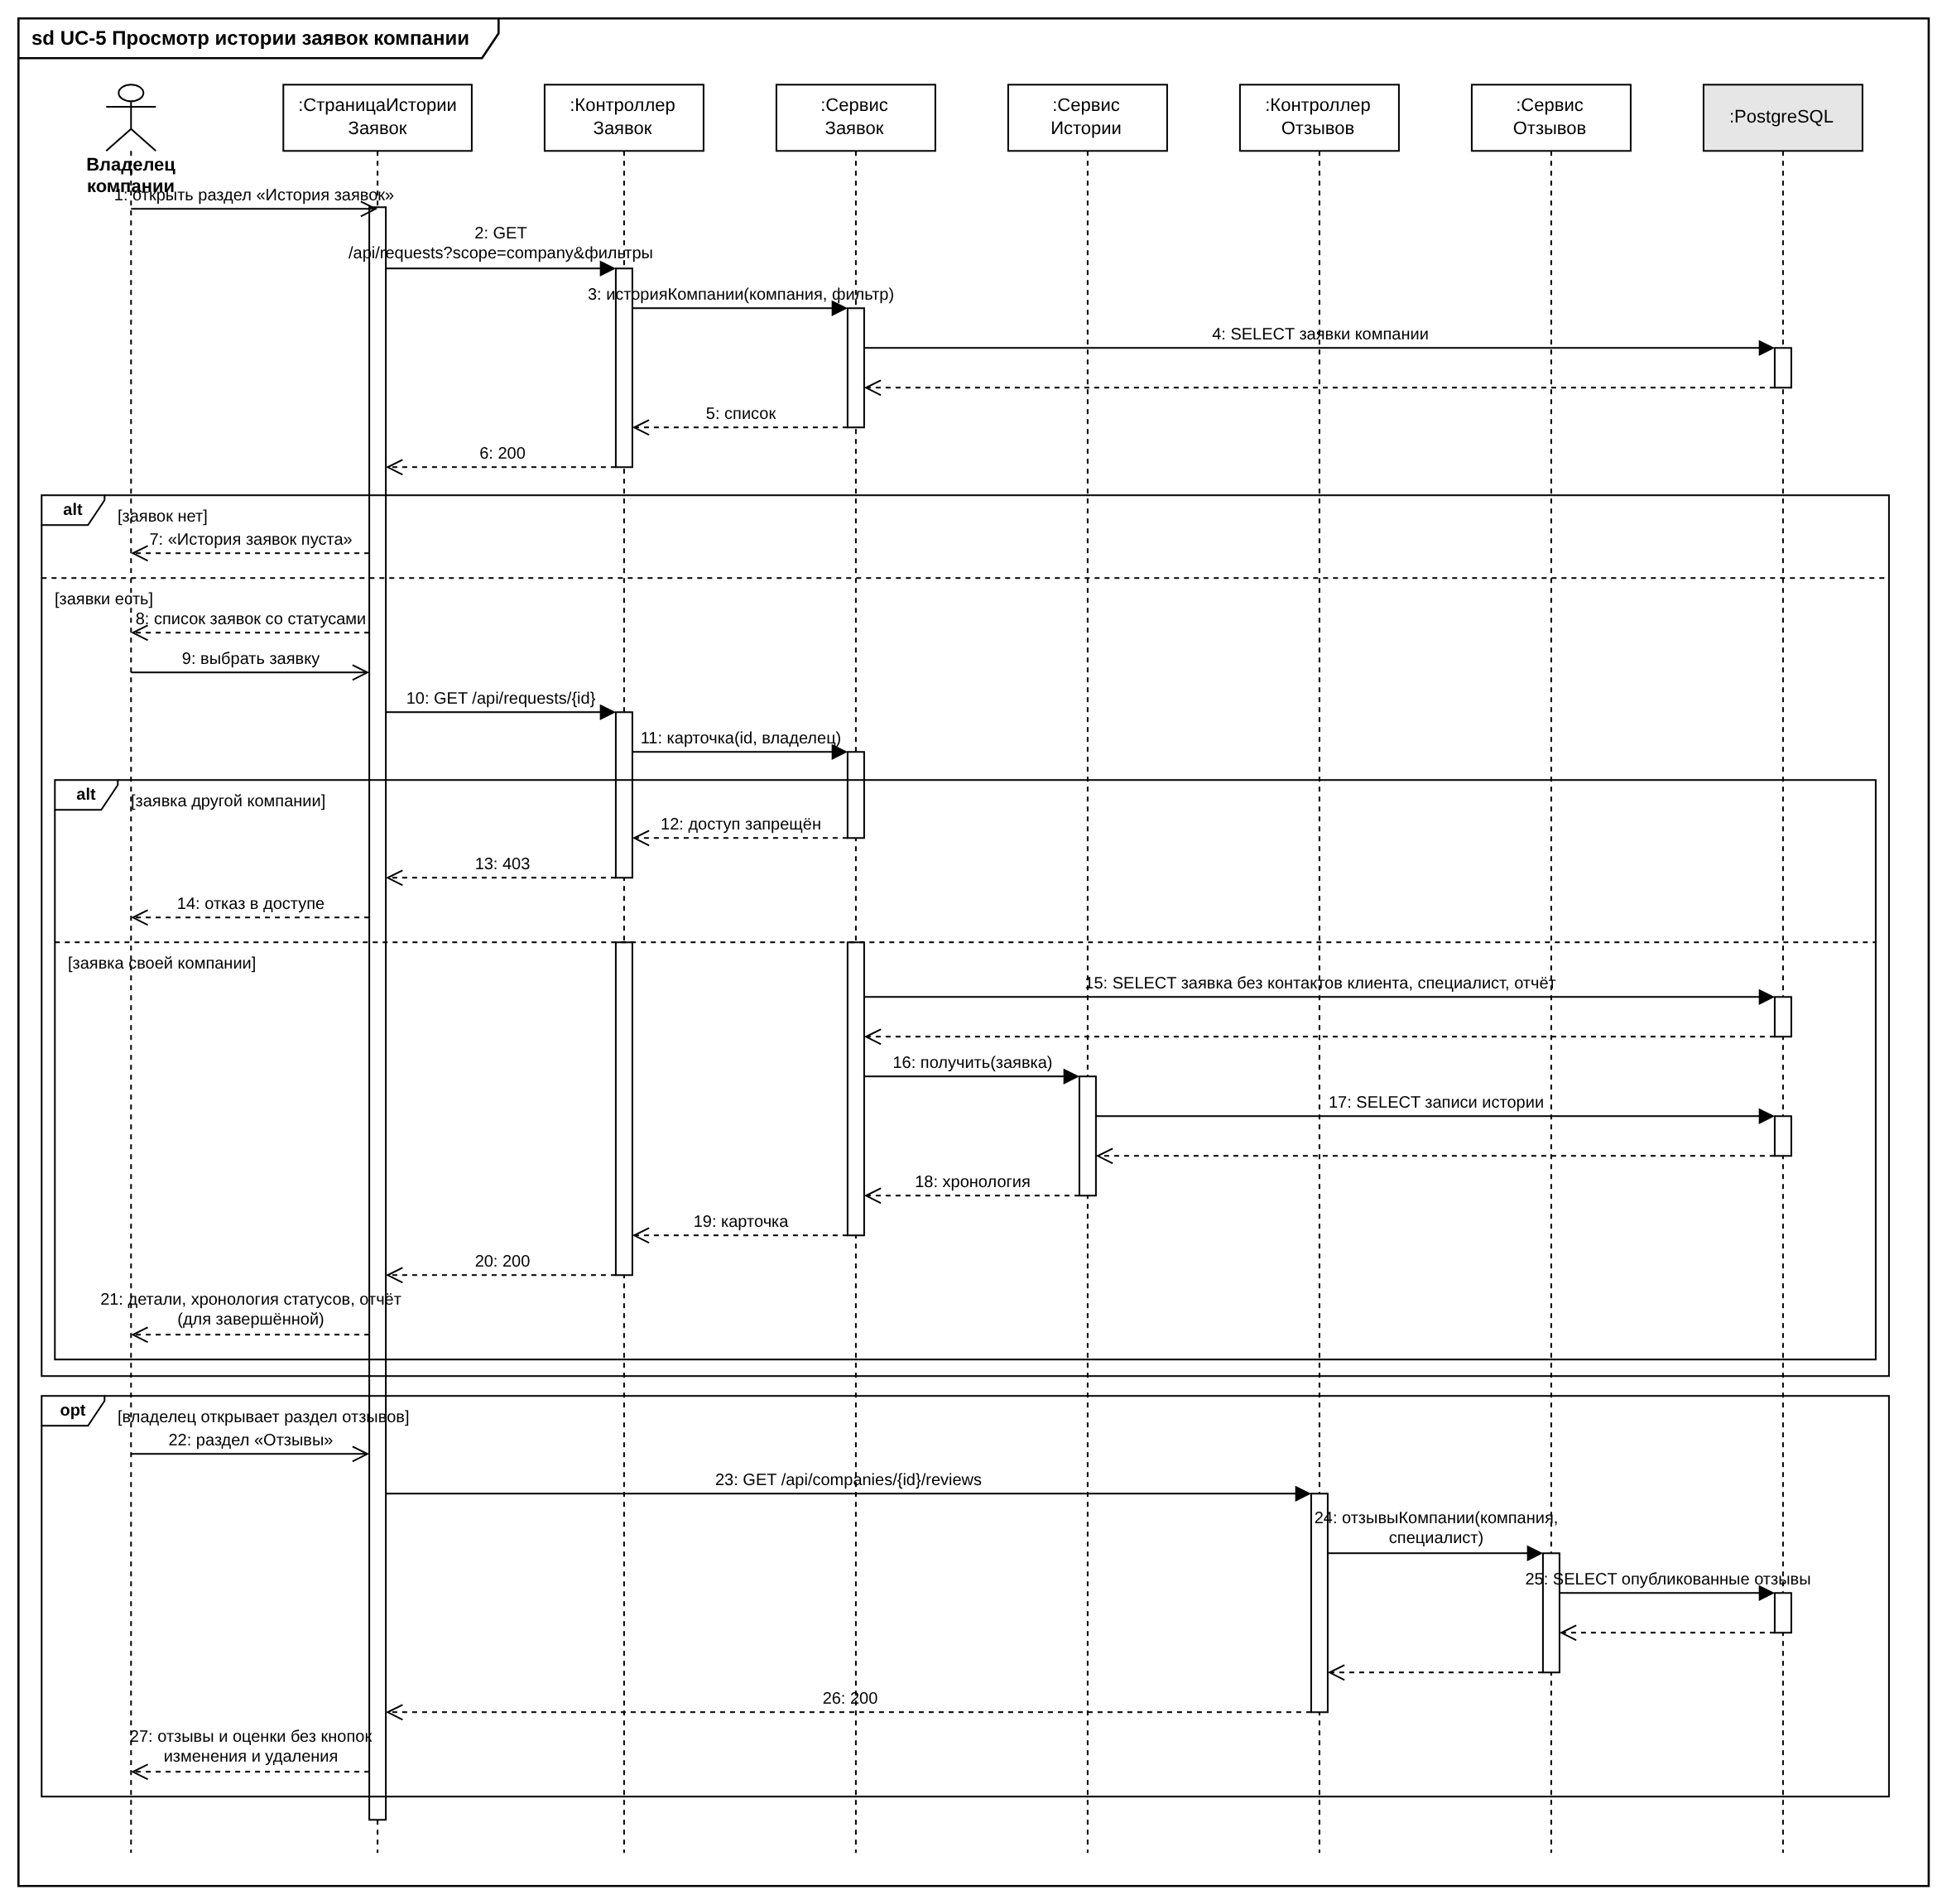 sd UC-5 Просмотр истории заявок компании
:СтраницаИстории
Заявок
:Контроллер
Заявок
:Сервис
Заявок
:Сервис
Истории
:Контроллер
Отзывов
:Сервис
Отзывов
:PostgreSQL
Владелец
компании
1: открыть раздел «История заявок»
2: GET
/api/requests?scope=company&фильтры
3: историяКомпании(компания, фильтр)
4: SELECT заявки компании
5: список
6: 200
alt
[заявок нет]
7: «История заявок пуста»
[заявки есть]
8: список заявок со статусами
9: выбрать заявку
10: GET /api/requests/{id}
11: карточка(id, владелец)
alt
[заявка другой компании]
12: доступ запрещён
13: 403
14: отказ в доступе
[заявка своей компании]
15: SELECT заявка без контактов клиента, специалист, отчёт
16: получить(заявка)
17: SELECT записи истории
18: хронология
19: карточка
20: 200
21: детали, хронология статусов, отчёт
(для завершённой)
opt
[владелец открывает раздел отзывов]
22: раздел «Отзывы»
23: GET /api/companies/{id}/reviews
24: отзывыКомпании(компания,
специалист)
25: SELECT опубликованные отзывы
26: 200
27: отзывы и оценки без кнопок
изменения и удаления